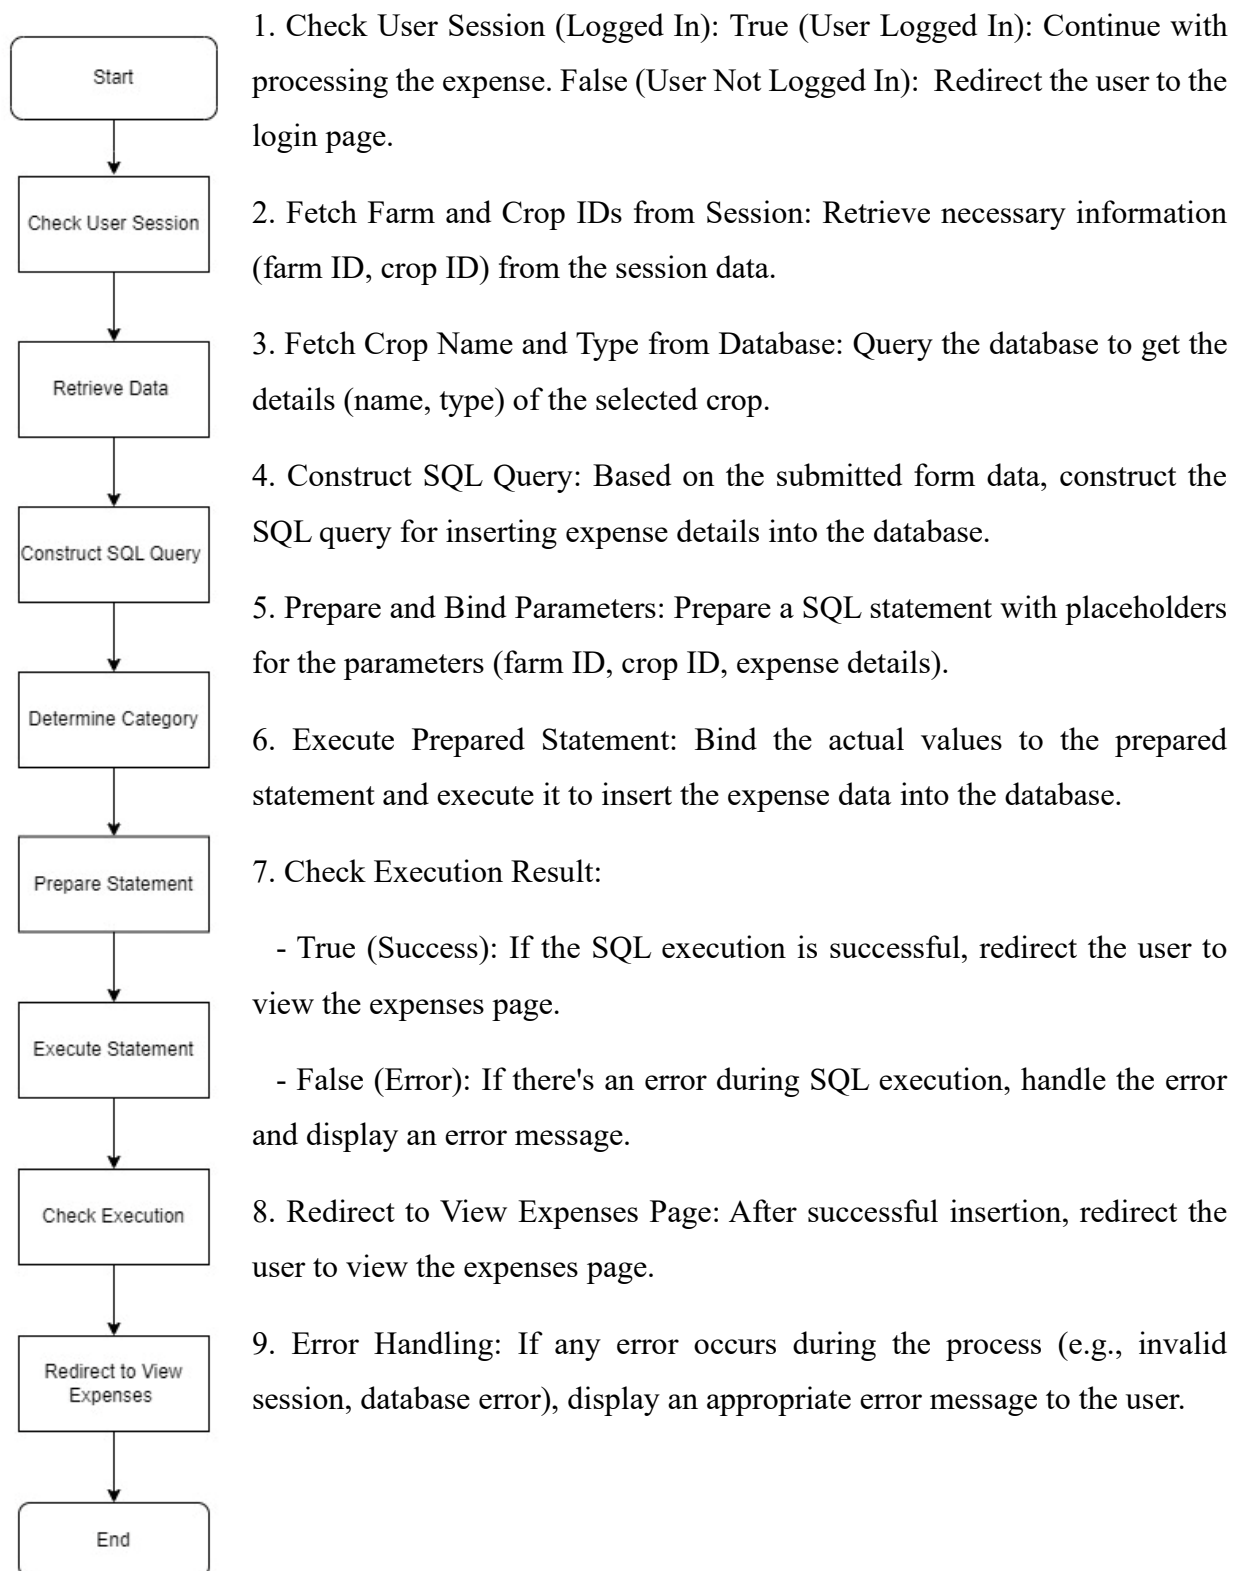 Start
Check User Session
Retrieve Data
Construct SQL Query
Determine Category
Prepare Statement
Execute Statement
Check Execution
Redirect to View
Expenses
End
1. Check User Session (Logged In): True (User Logged In): Continue with
processing the expense. False (User Not Logged In): Redirect the user to the
login page.
2. Fetch Farm and Crop IDs from Session: Retrieve necessary information
(farm ID, crop ID) from the session data.
3. Fetch Crop Name and Type from Database: Query the database to get the
details (name, type) of the selected crop.
4. Construct SQL Query: Based on the submitted form data, construct the
SQL query for inserting expense details into the database.
5. Prepare and Bind Parameters: Prepare a SQL statement with placeholders
for the parameters (farm ID, crop ID, expense details).
6. Execute Prepared Statement: Bind the actual values to the prepared
statement and execute it to insert the expense data into the database.
7. Check Execution Result:
- True (Success): If the SQL execution is successful, redirect the user to
view the expenses page.
- False (Error): If there's an error during SQL execution, handle the error
and display an error message.
8. Redirect to View Expenses Page: After successful insertion, redirect the
user to view the expenses page.
9. Error Handling: If any error occurs during the process (e.g., invalid
session, database error), display an appropriate error message to the user.